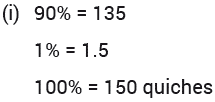 (i) 90% = 135
1% = 1.5
100% = 150 quiches